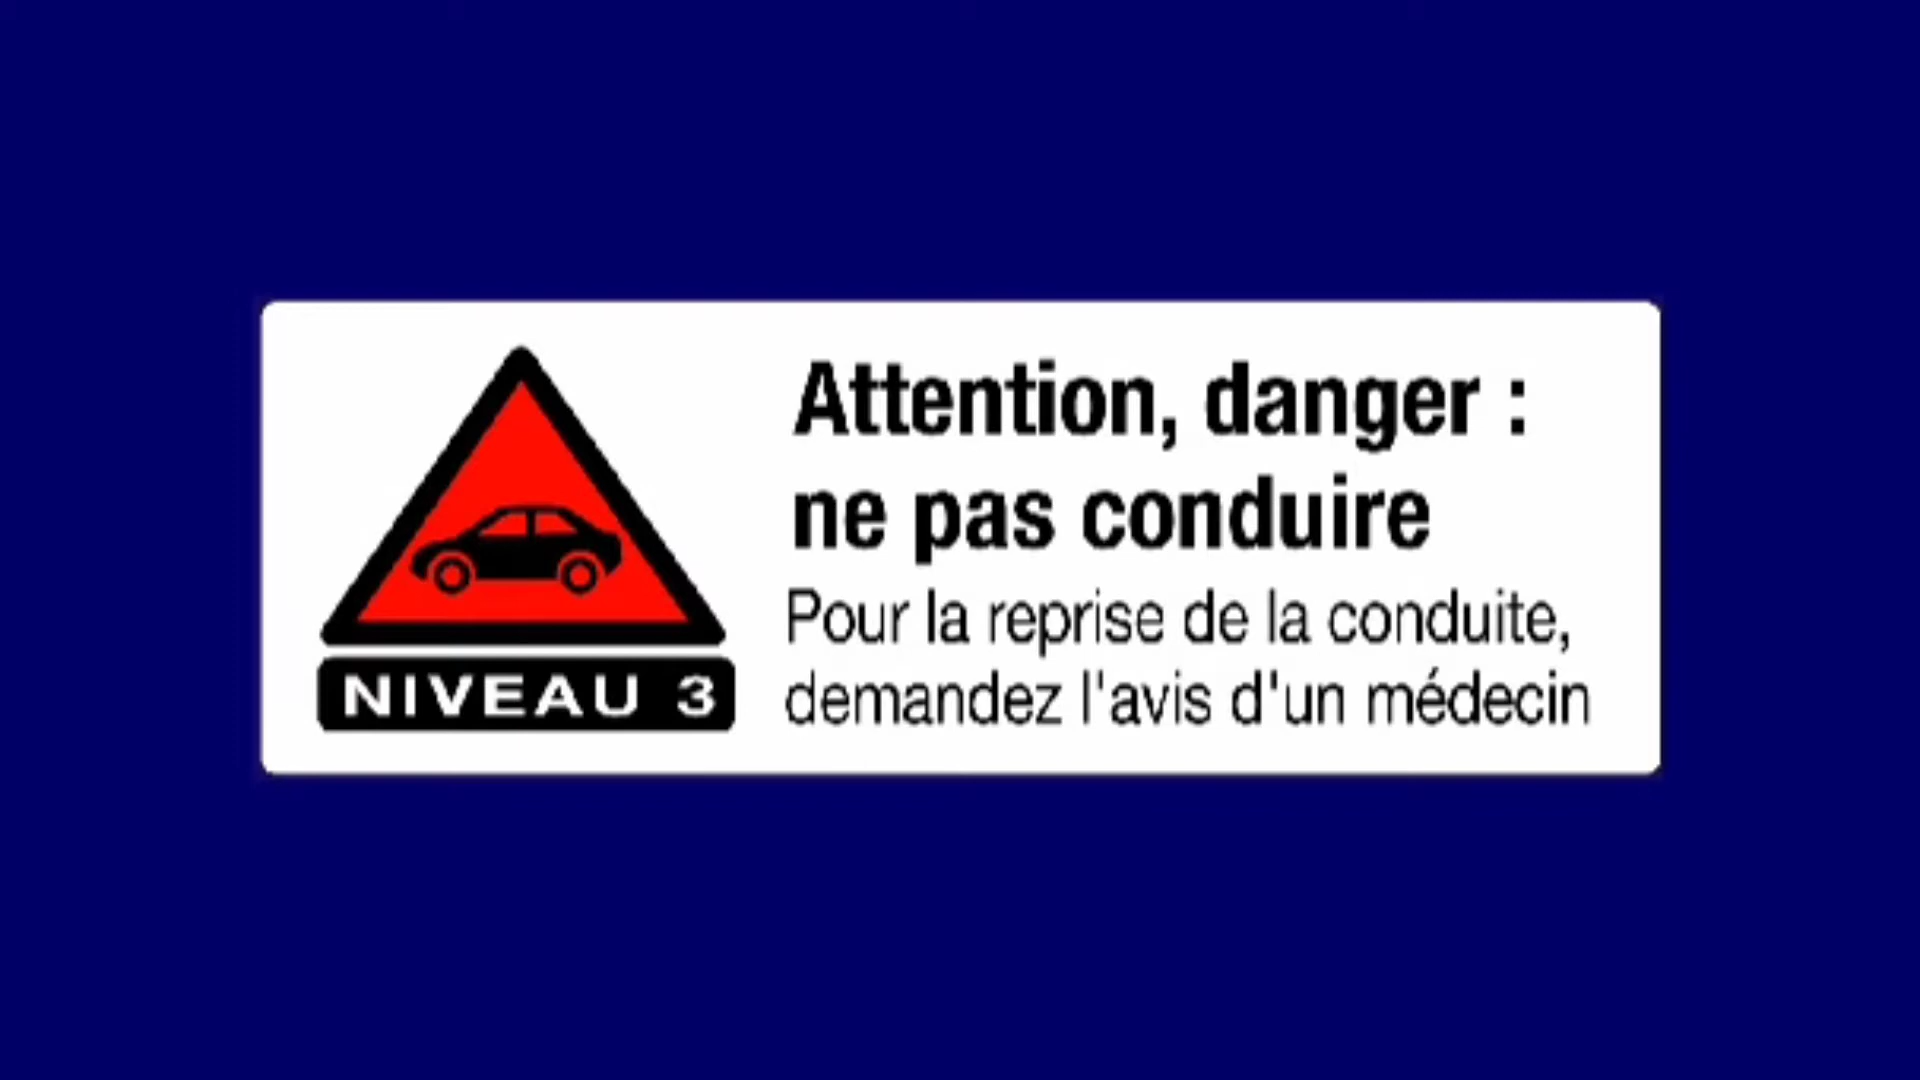 Attention, danger :
ne pas conduire
Pour la reprise de la conduite,
demandez l'avis d'un médecin
NIVEAU 3